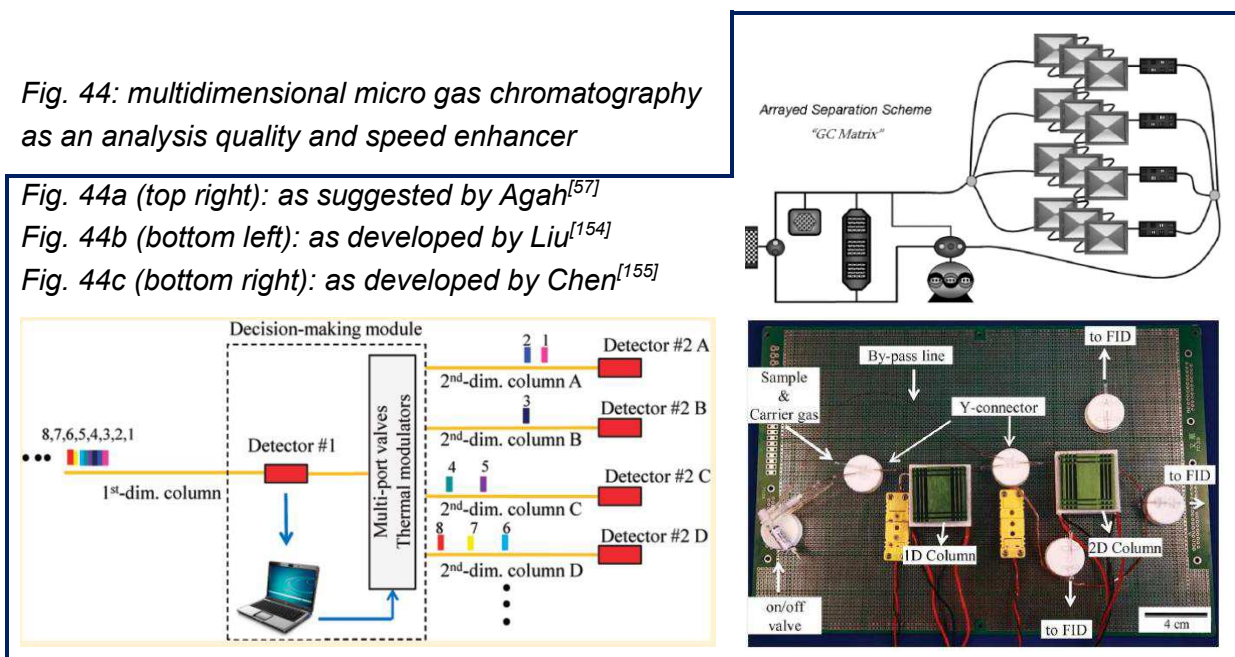 Fig. 44: multidimensional micro gas chromatography
as an analysis quality and speed enhancer
Fig. 44a (top right): as suggested by Agah[57]
Fig. 44b (bottom left): as developed by Liu[154]
Fig. 44c (bottom right): as developed by Chen[155]
Arrayed Separation Scheme
"GC Matrix"
Decision-making module
8,7,6,5,4,3,2,1
1st-dim. column
Detector #1
Multi-port valves
Thermal modulators
2 1
2nd-dim. column A
Detector #2 A
3
2nd-dim. column B
Detector #2 B
4 5
2nd-dim. column C
Detector #2 C
8 7 6
2nd-dim. column D
Detector #2 D
By-pass line
to FID
Sample
&
Carrier gas
Y-connector
to FID
1D Column
2D Column
on/off
valve
to FID
4 cm